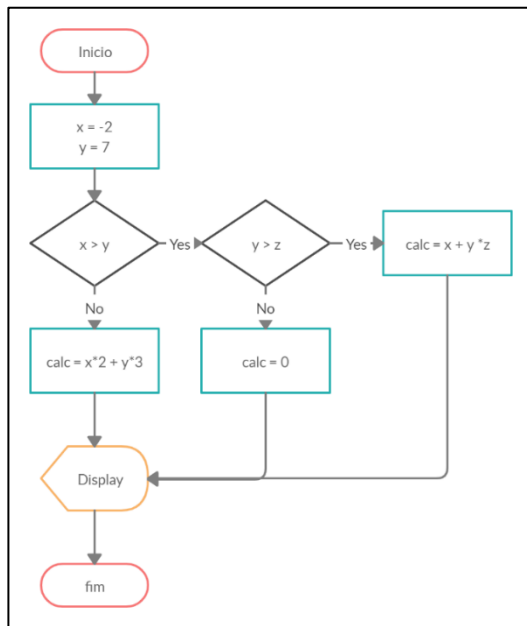 Inicio
x = -2
y = 7
x > y
Yes
y > z
Yes
calc = x + y *z
No
No
calc = x*2 + y*3
calc = 0
Display
fim